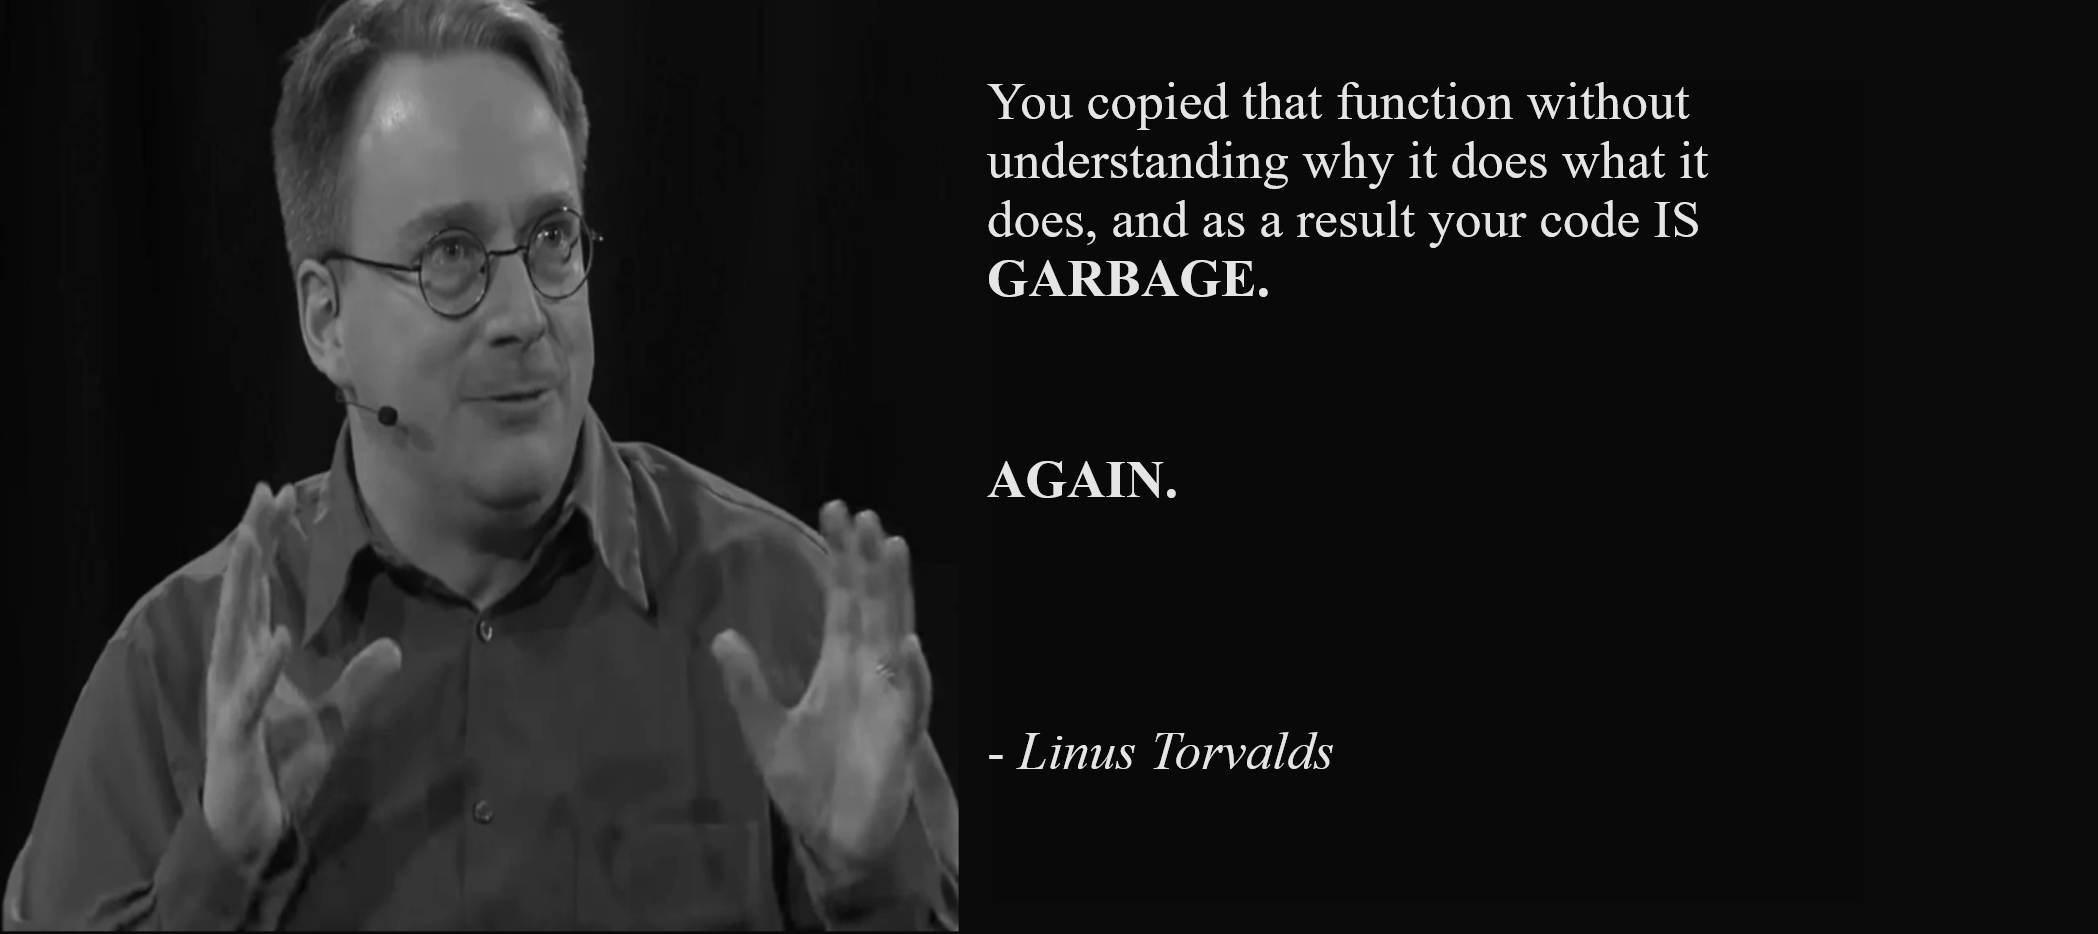 You copied that function without
understanding why it does what it
does, and as a result your code IS
GARBAGE.
AGAIN.
- Linus Torvalds